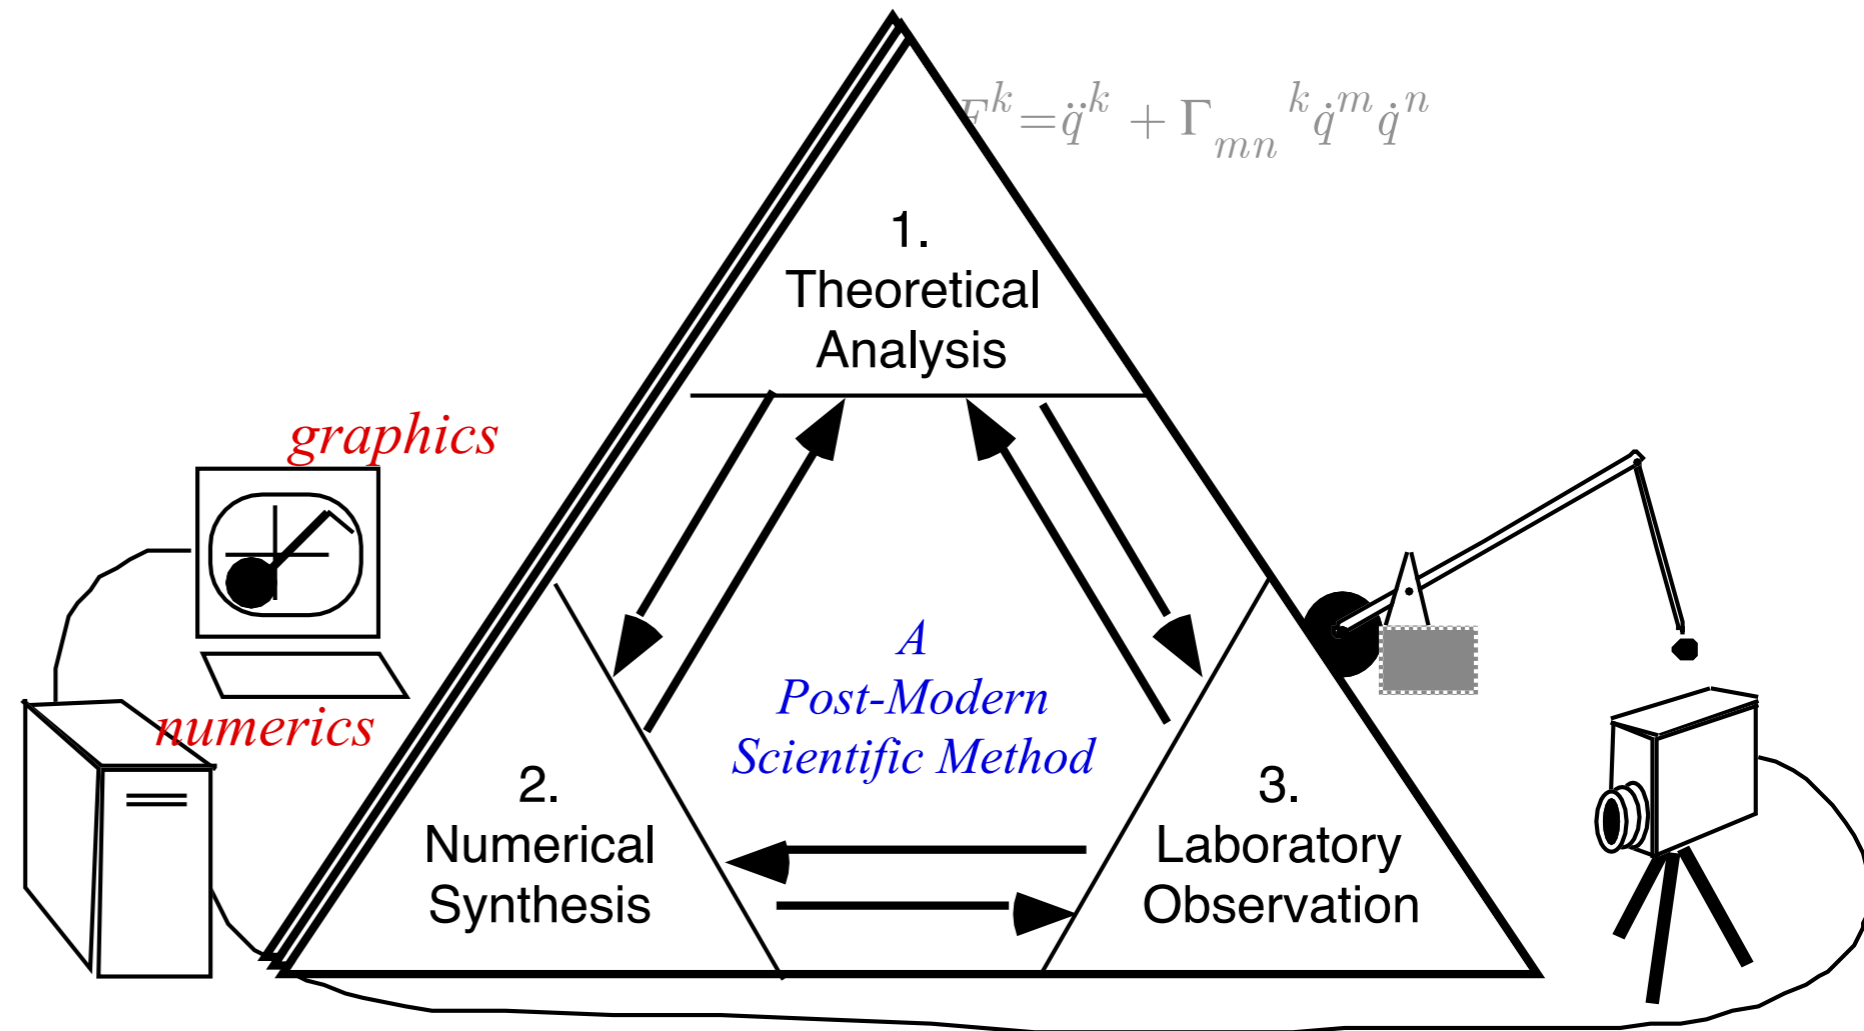 F^k = q̈^k + Γ_mn^k q̇^m q̇^n
1.
Theoretical
Analysis
graphics
numerics
A
Post-Modern
Scientific Method
2.
Numerical
Synthesis
3.
Laboratory
Observation